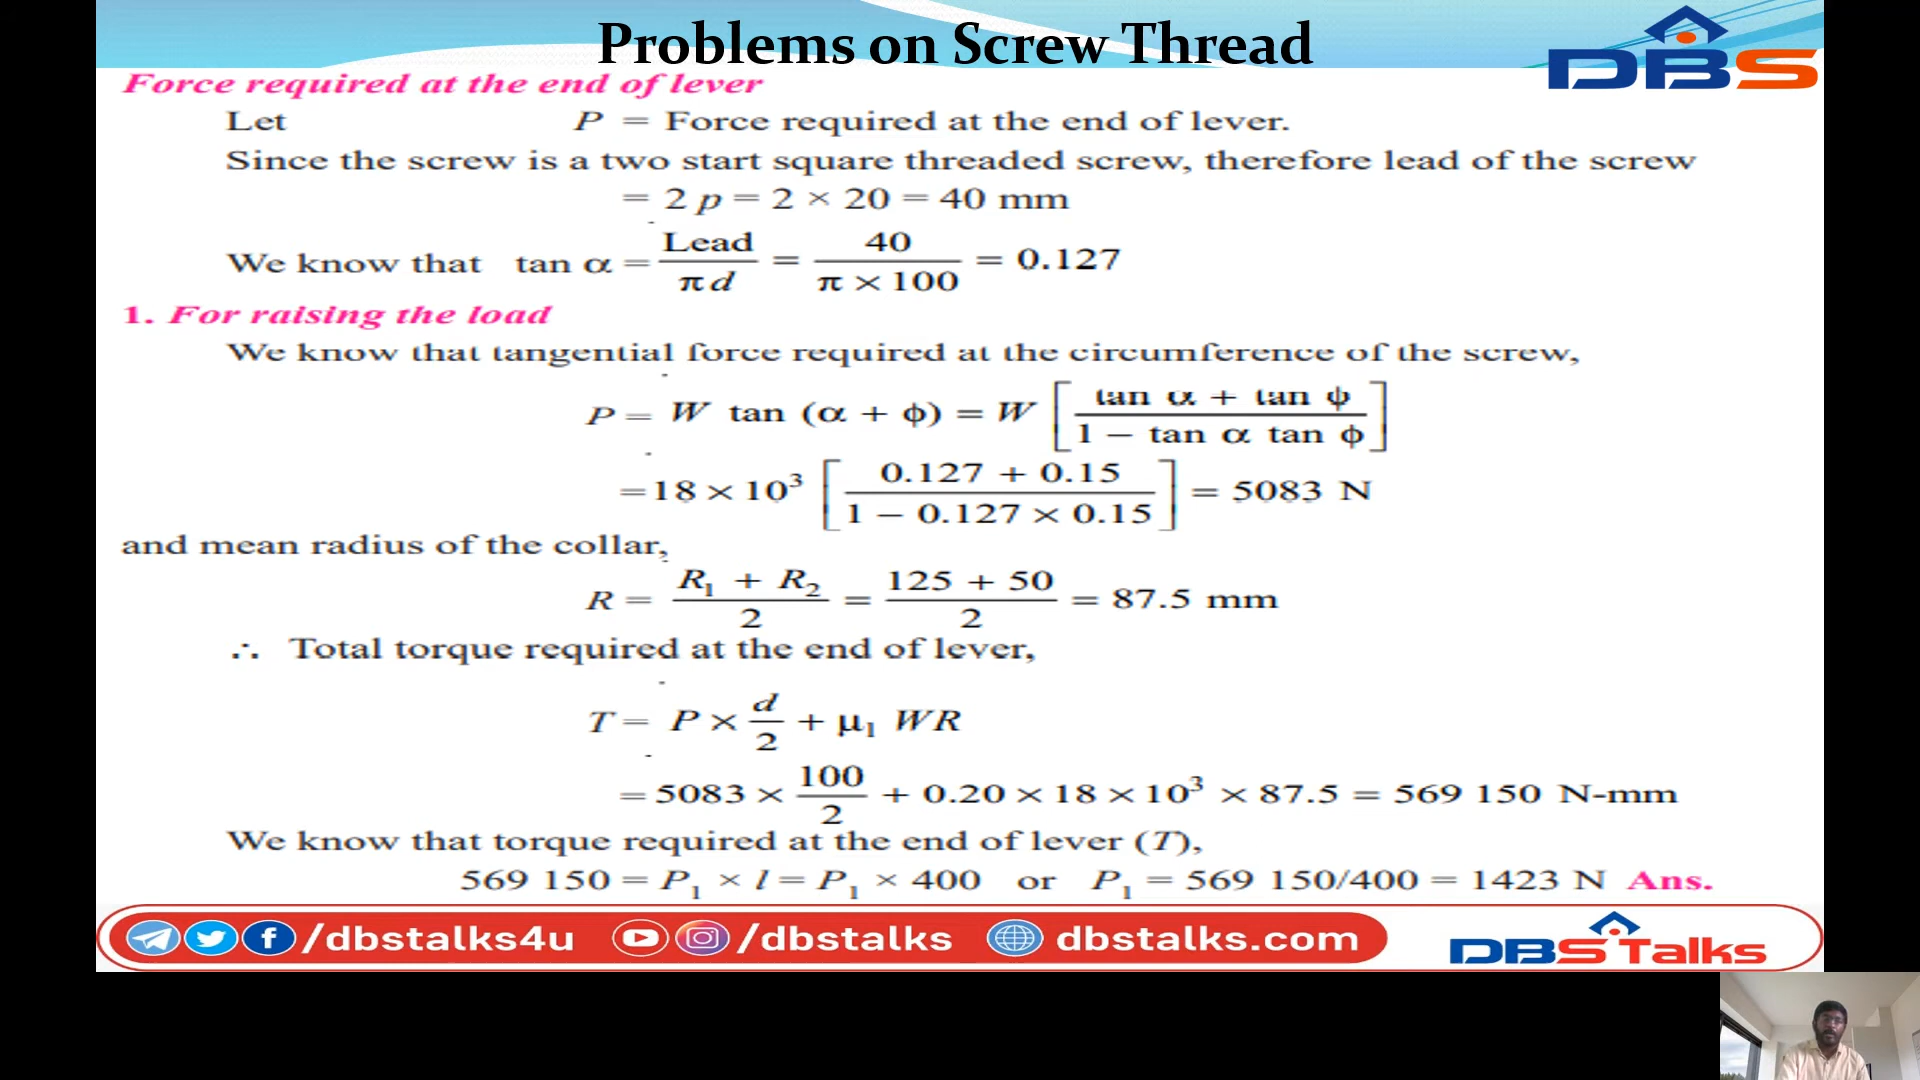 Problems on Screw Thread
DBS
Force required at the end of lever
Let P = Force required at the end of lever.
Since the screw is a two start square threaded screw, therefore lead of the screw
= 2 p = 2 × 20 = 40 mm
We know that tan α = Lead / π d = 40 / π × 100 = 0.127
1. For raising the load
We know that tangential force required at the circumference of the screw,
P = W tan (α + ϕ) = W [ tan α + tan ϕ / 1 – tan α tan ϕ ]
= 18 × 10³ [ 0.127 + 0.15 / 1 – 0.127 × 0.15 ] = 5083 N
and mean radius of the collar,
R = R₁ + R₂ / 2 = 125 + 50 / 2 = 87.5 mm
∴ Total torque required at the end of lever,
T = P × d / 2 + μ₁ WR
= 5083 × 100 / 2 + 0.20 × 18 × 10³ × 87.5 = 569 150 N-mm
We know that torque required at the end of lever (T),
569 150 = P₁ × l = P₁ × 400 or P₁ = 569 150/400 = 1423 N Ans.
/dbstalks4u /dbstalks dbstalks.com DBS Talks